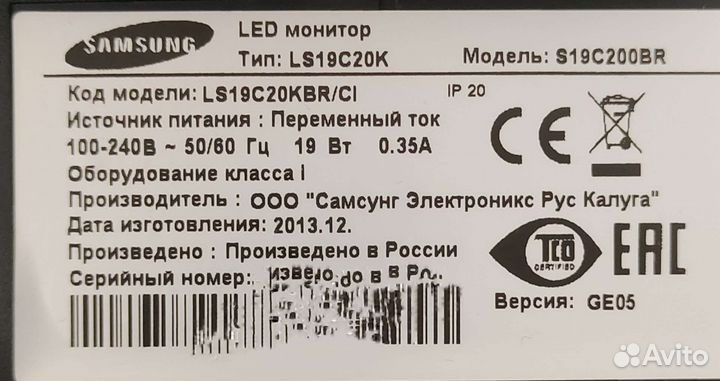 SAMSUNG
LED монитор
Тип: LS19C20K Модель: S19C200BR
Код модели: LS19C20KBR/CI IP 20
Источник питания : Переменный ток
100-240В ~ 50/60 Гц 19 Вт 0.35А
Оборудование класса I
Производитель: ООО "Самсунг Электроникс Рус Калуга"
Дата изготовления: 2013.12.
Произведено : Произведено в России
Серийный номер:
CE
TCO
CERTIFIED
EAC
Версия: GE05
Avito